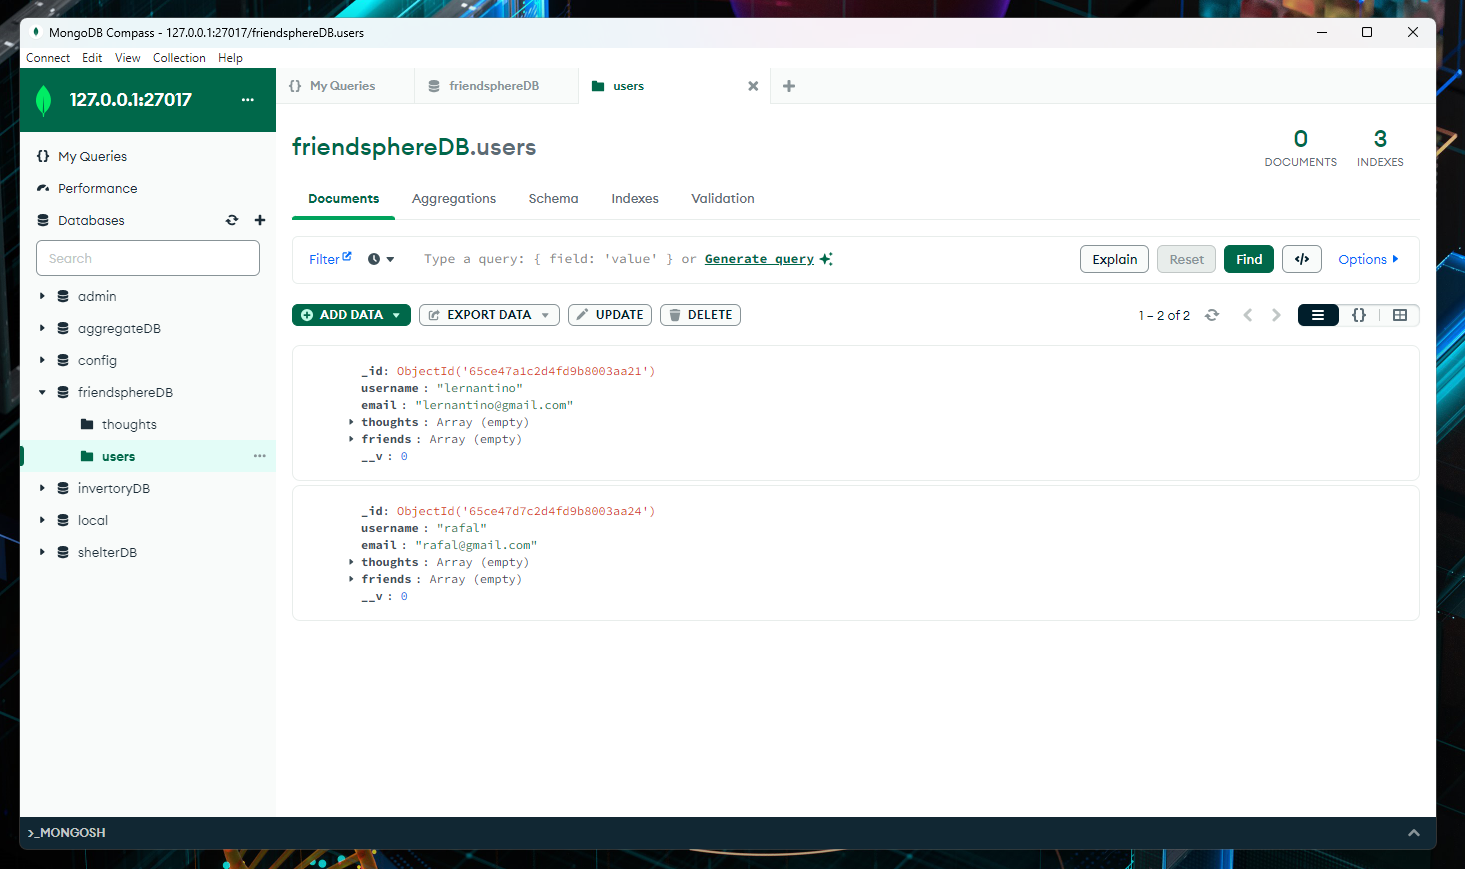 MongoDB Compass - 127.0.0.1:27017/friendsphereDB.users
Connect Edit View Collection Help
127.0.0.1:27017
My Queries
Performance
Databases
Search
admin
aggregateDB
config
friendsphereDB
thoughts
users
invertoryDB
local
shelterDB
{} My Queries friendsphereDB users
friendsphereDB.users
0 DOCUMENTS
3 INDEXES
Documents Aggregations Schema Indexes Validation
Filter Type a query: { field: 'value' } or Generate query Explain Reset Find </> Options
ADD DATA EXPORT DATA UPDATE DELETE 1 – 2 of 2 {}
_id: ObjectId('65ce47a1c2d4fd9b8003aa21')
username : "lernantino"
email : "lernantino@gmail.com"
thoughts : Array (empty)
friends : Array (empty)
__v : 0
_id: ObjectId('65ce47d7c2d4fd9b8003aa24')
username : "rafal"
email : "rafal@gmail.com"
thoughts : Array (empty)
friends : Array (empty)
__v : 0
>_MONGOSH